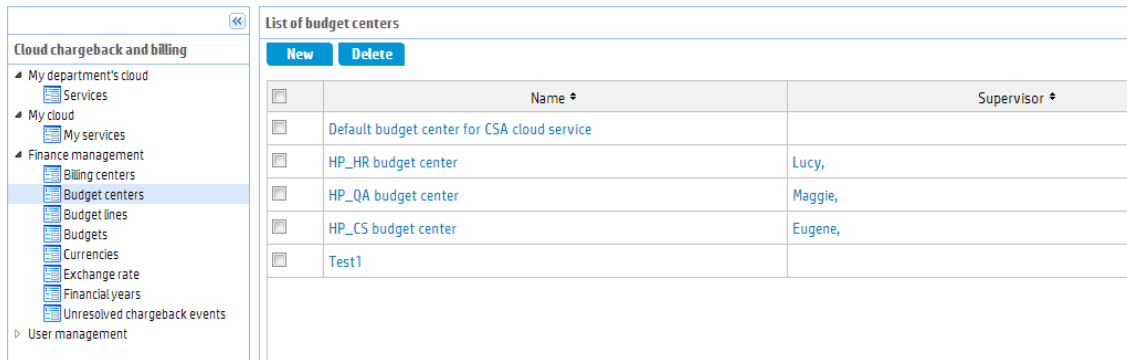 Cloud chargeback and billing
My department's cloud
Services
My cloud
My services
Finance management
Billing centers
Budget centers
Budget lines
Budgets
Currencies
Exchange rate
Financial years
Unresolved chargeback events
User management
List of budget centers
New Delete
Name Supervisor
Default budget center for CSA cloud service
HP_HR budget center Lucy,
HP_QA budget center Maggie,
HP_CS budget center Eugene,
Test1